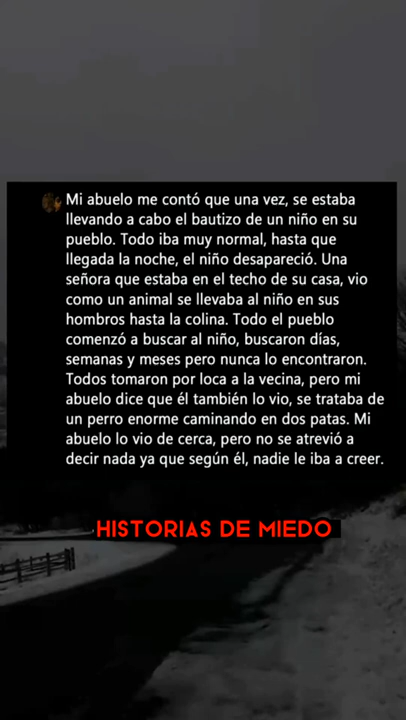 Mi abuelo me contó que una vez, se estaba
llevando a cabo el bautizo de un niño en su
pueblo. Todo iba muy normal, hasta que
llegada la noche, el niño desapareció. Una
señora que estaba en el techo de su casa, vio
como un animal se llevaba al niño en sus
hombros hasta la colina. Todo el pueblo
comenzó a buscar al niño, buscaron días,
semanas y meses pero nunca lo encontraron.
Todos tomaron por loca a la vecina, pero mi
abuelo dice que él también lo vio, se trataba de
un perro enorme caminando en dos patas. Mi
abuelo lo vio de cerca, pero no se atrevió a
decir nada ya que según él, nadie le iba a creer.
HISTORIAS DE MIEDO